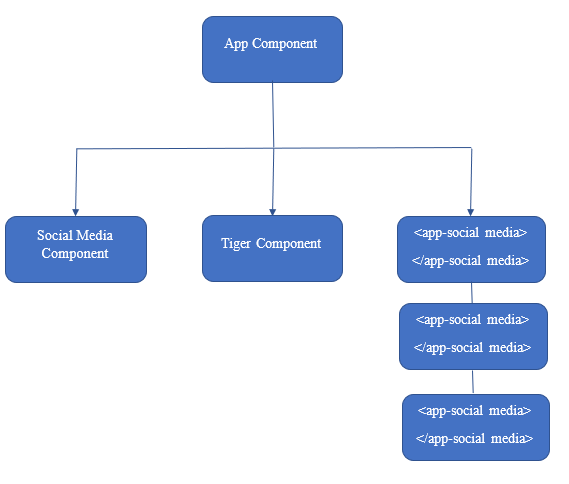 App Component
Social Media
Component
Tiger Component
<app-social media>
</app-social media>
<app-social media>
</app-social media>
<app-social media>
</app-social media>